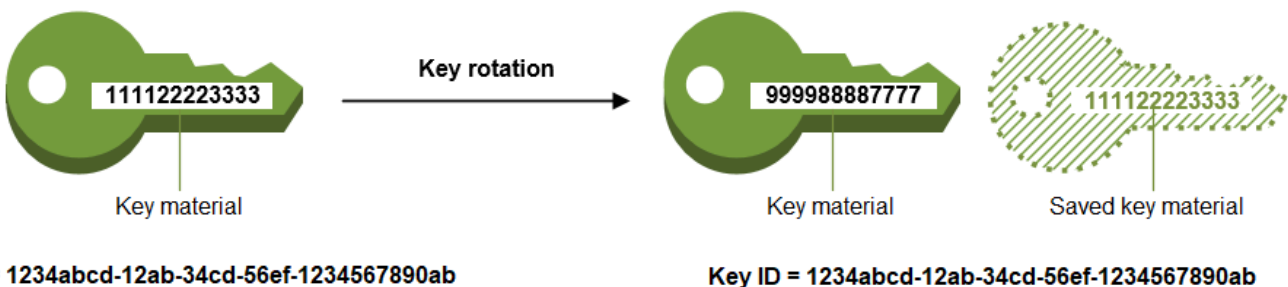 Key rotation
111122223333
999988887777
111122223333
Key material
Key material
Saved key material
1234abcd-12ab-34cd-56ef-1234567890ab
Key ID = 1234abcd-12ab-34cd-56ef-1234567890ab